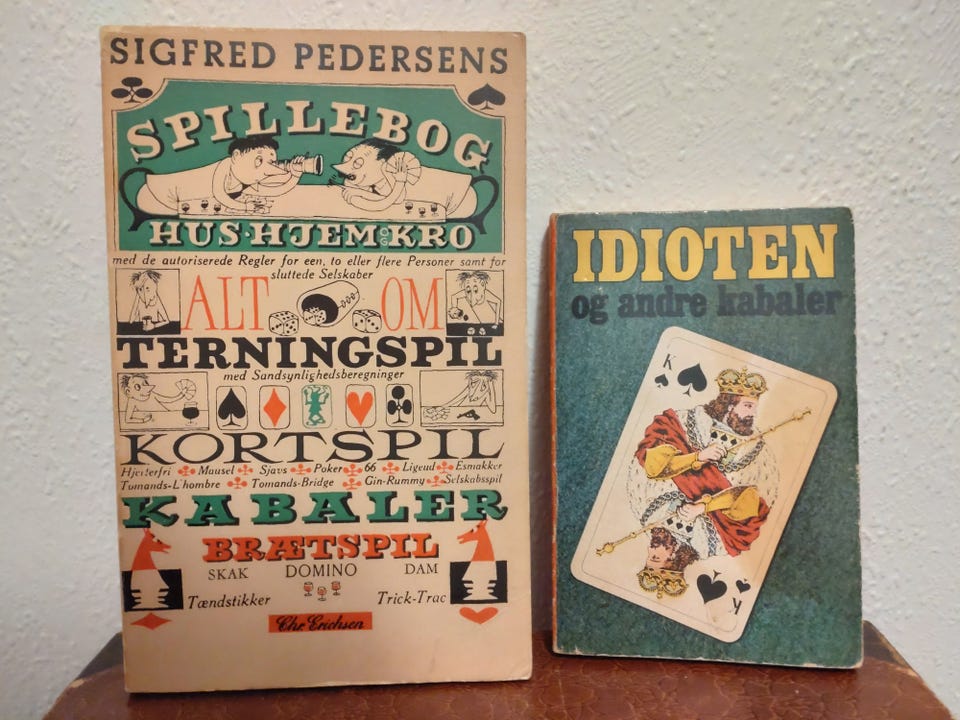 SIGFRED PEDERSENS
SPILLEBOG
HUS·HJEM OG KRO
med de autoriserede Regler for een, to eller flere Personer samt for
sluttede Selskaber
ALT OM
TERNINGSPIL
med Sandsynlighedsberegninger
KORTSPIL
Hjerterfri Mausel Sjavs Poker 66 Ligeud Esmakker
Tomands-L'hombre Tomands-Bridge Gin-Rummy Selskabsspil
KABALER
BRÆTSPIL
SKAK DOMINO DAM
Tændstikker Trick-Trac
Chr. Erichsen
IDIOTEN
og andre kabaler
K
K